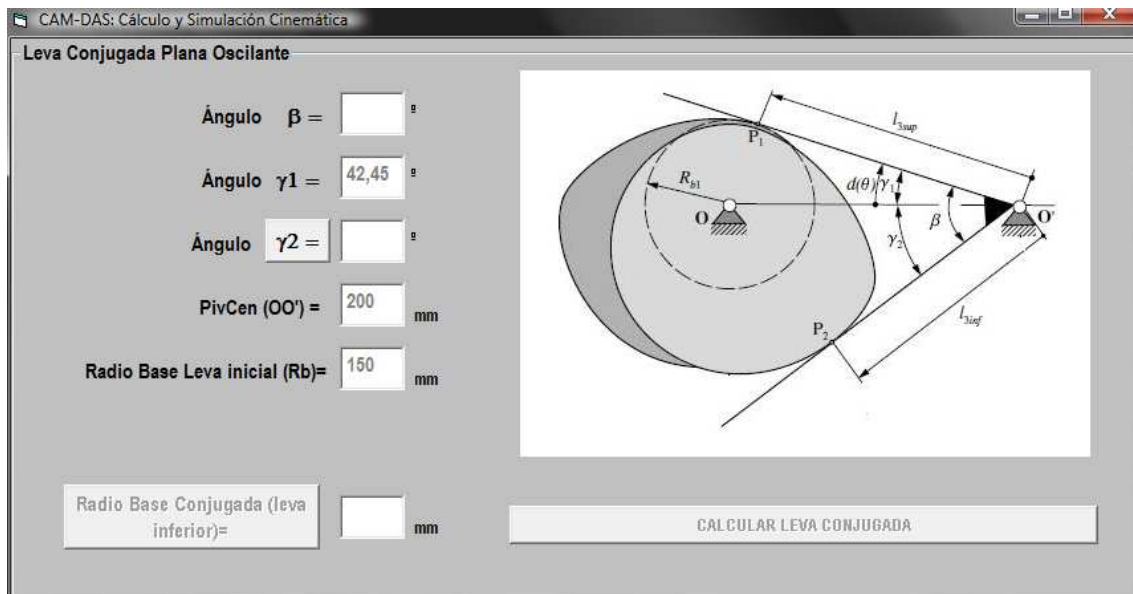 CAM-DAS: Cálculo y Simulación Cinemática
Leva Conjugada Plana Oscilante
Ángulo β = º
Ángulo γ1 = 42,45 º
Ángulo γ2 = º
PivCen (OO') = 200 mm
Radio Base Leva inicial (Rb)= 150 mm
Radio Base Conjugada (leva
inferior)= mm
CALCULAR LEVA CONJUGADA
l3sup
P1
Rb1
d(θ)
γ1
O
β
O'
γ2
P2
l3inf